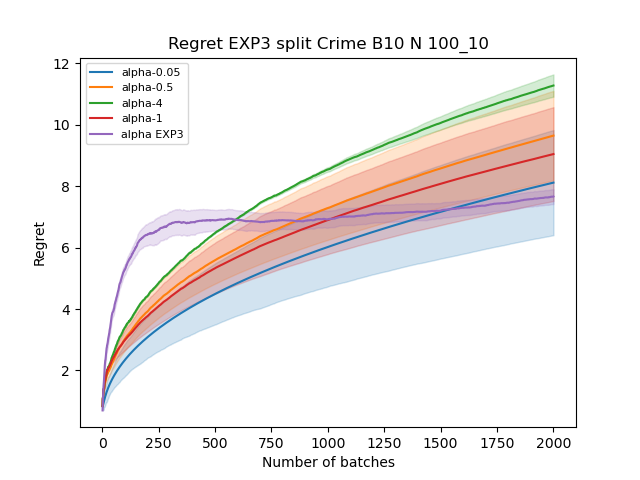 Regret EXP3 split Crime B10 N 100_10
alpha-0.05
alpha-0.5
alpha-4
alpha-1
alpha EXP3
Regret
12
10
8
6
4
2
0 250 500 750 1000 1250 1500 1750 2000
Number of batches